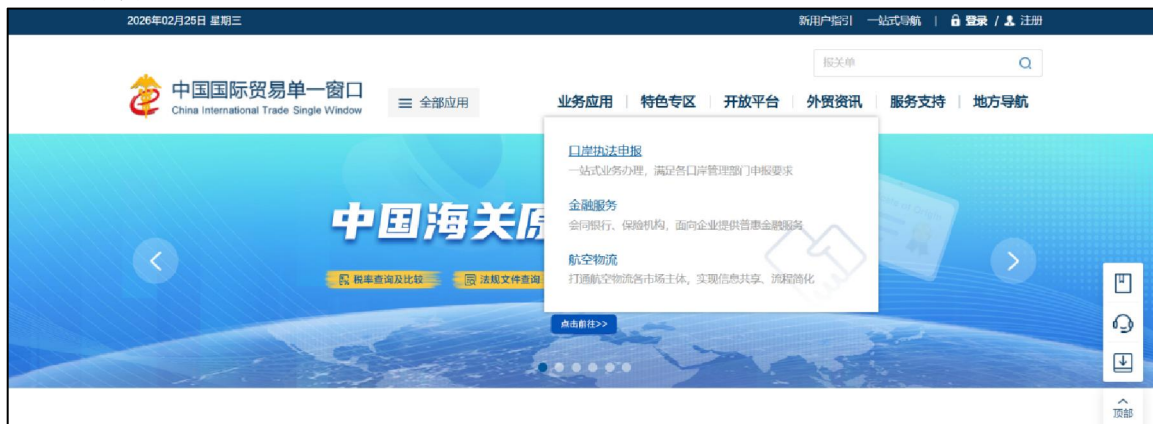 2026年02月25日 星期三
新用户指引 一站式导航 | 登录 / 注册
报关单
中国国际贸易单一窗口
China International Trade Single Window
全部应用
业务应用 | 特色专区 | 开放平台 | 外贸资讯 | 服务支持 | 地方导航
口岸执法申报
一站式业务办理，满足各口岸管理部门申报要求
金融服务
会同银行、保险机构，面向企业提供普惠金融服务
航空物流
打通航空物流各市场主体，实现信息共享、流程简化
中国海关原
税率查询及比较
法规文件查询
点击前往>>
顶部